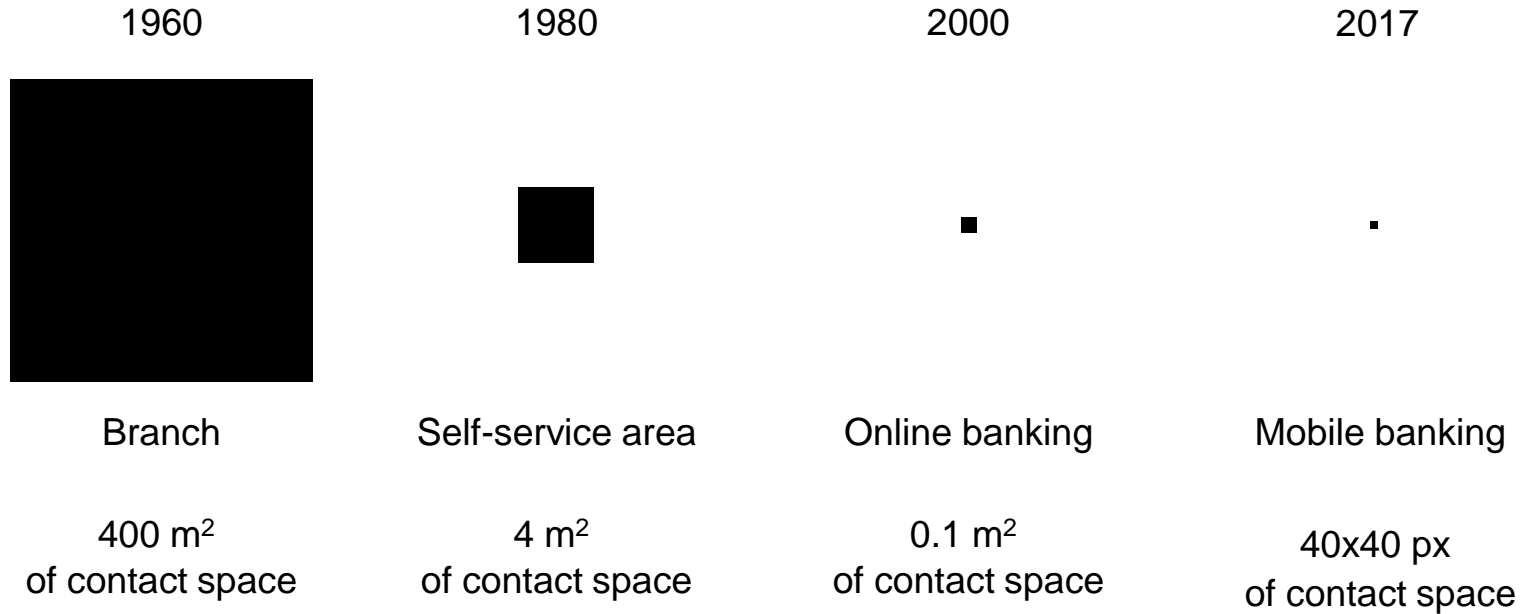 1960
1980
2000
2017
Branch
Self-service area
Online banking
Mobile banking
400 m²
of contact space
4 m²
of contact space
0.1 m²
of contact space
40x40 px
of contact space